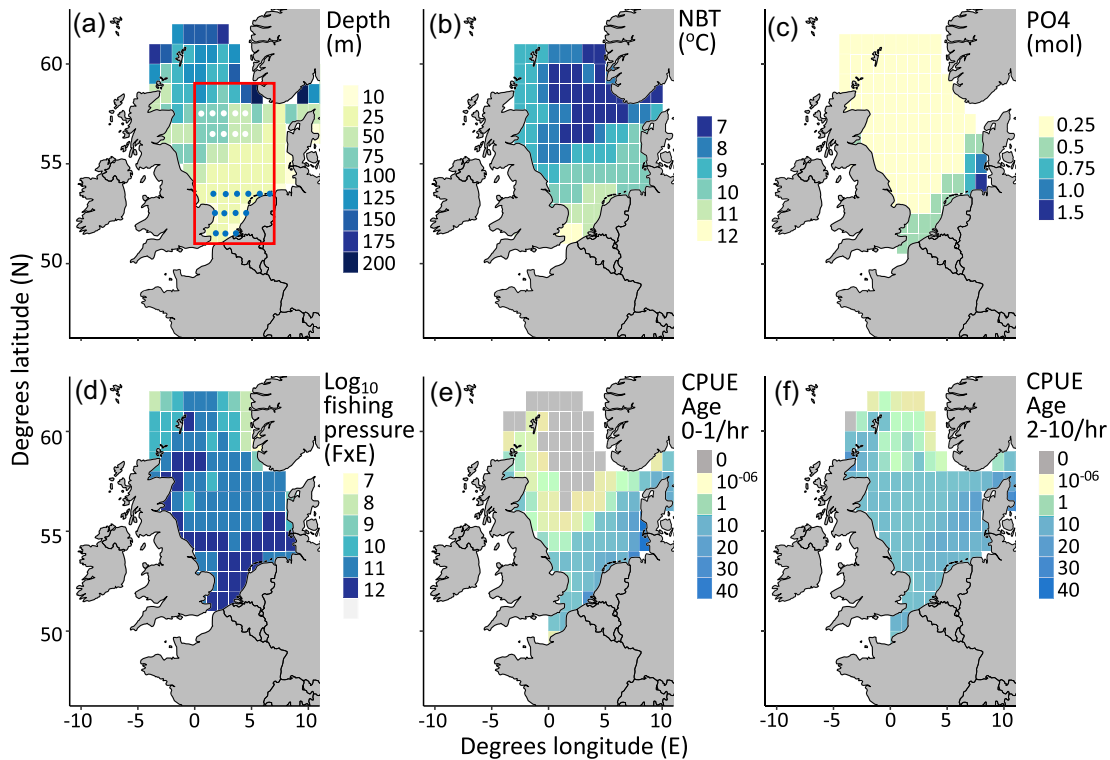 (a)
Depth
(m)
10
25
50
75
100
125
150
175
200
(b)
NBT
(°C)
7
8
9
10
11
12
(c)
PO4
(mol)
0.25
0.5
0.75
1.0
1.5
60
55
50
Degrees latitude (N)
(d)
Log10
fishing
pressure
(FxE)
7
8
9
10
11
12
(e)
CPUE
Age
0-1/hr
0
10-06
1
10
20
30
40
(f)
CPUE
Age
2-10/hr
0
10-06
1
10
20
30
40
60
55
50
-10 -5 0 5 10
-10 -5 0 5 10
-10 -5 0 5 10
Degrees longitude (E)